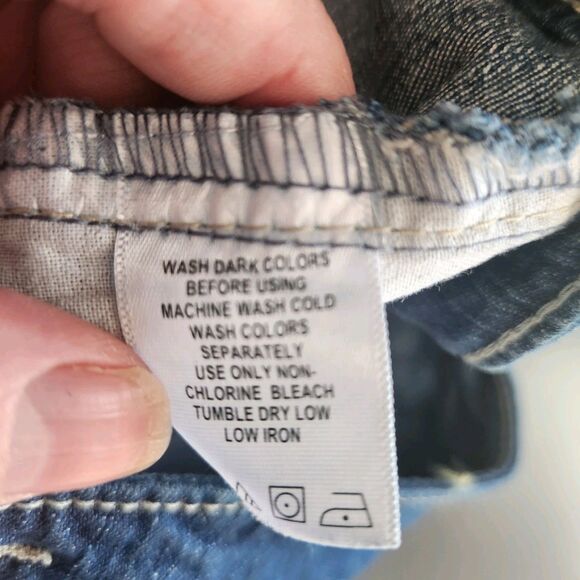 WASH DARK COLORS
BEFORE USING
MACHINE WASH COLD
WASH COLORS
SEPARATELY
USE ONLY NON-
CHLORINE BLEACH
TUMBLE DRY LOW
LOW IRON